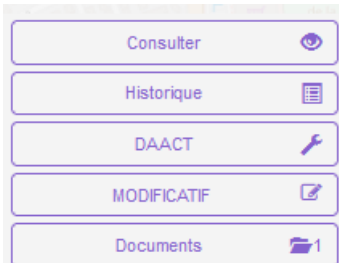 Consulter
Historique
DAACT
MODIFICATIF
Documents 1